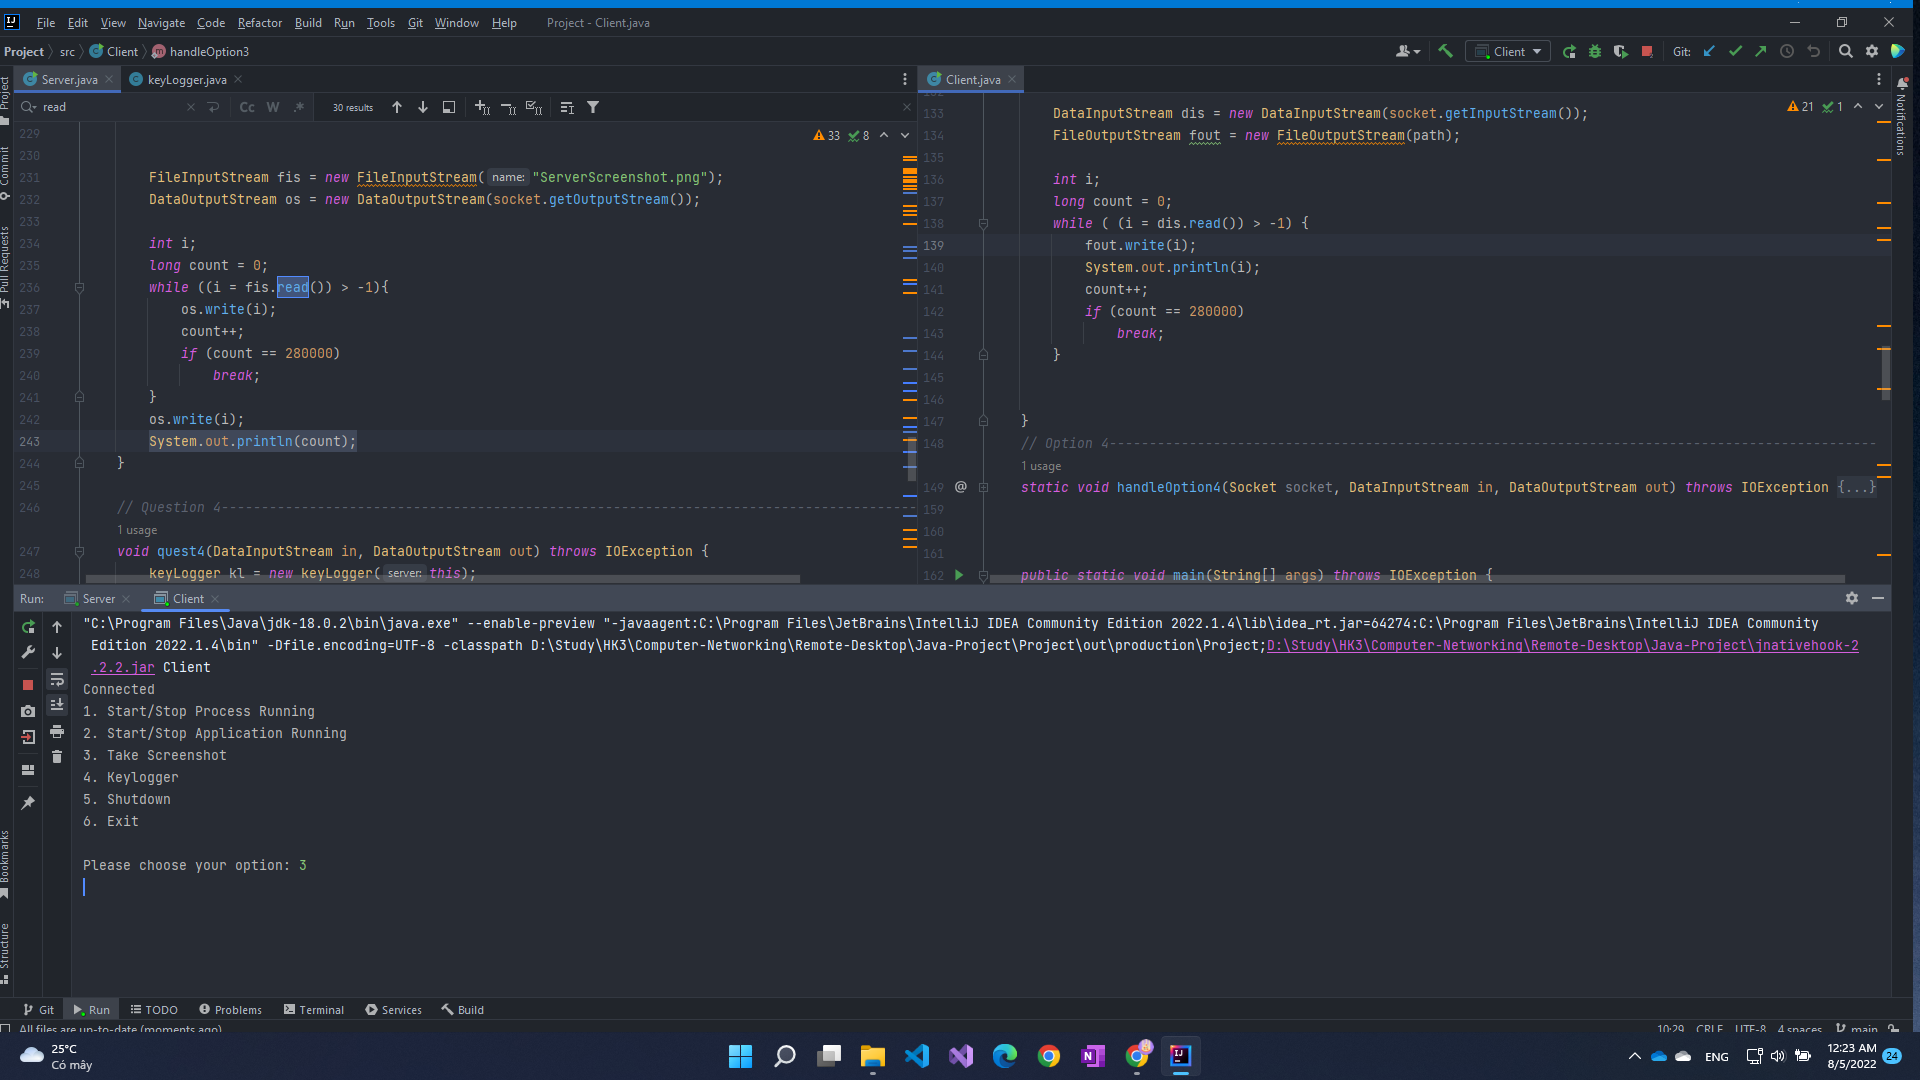 File Edit View Navigate Code Refactor Build Run Tools Git Window Help Project - Client.java
Project src Client handleOption3
Client Git:
Server.java keyLogger.java
read Cc W .* 30 results
33 8
229
230
231 FileInputStream fis = new FileInputStream( name: "ServerScreenshot.png");
232 DataOutputStream os = new DataOutputStream(socket.getOutputStream());
233
234 int i;
235 long count = 0;
236 while ((i = fis.read()) > -1){
237 os.write(i);
238 count++;
239 if (count == 280000)
240 break;
241 }
242 os.write(i);
243 System.out.println(count);
244 }
245
246 // Question 4
1 usage
247 void quest4(DataInputStream in, DataOutputStream out) throws IOException {
248 keyLogger kl = new keyLogger( server: this);
Client.java
21 1
133 DataInputStream dis = new DataInputStream(socket.getInputStream());
134 FileOutputStream fout = new FileOutputStream(path);
135
136 int i;
137 long count = 0;
138 while ( (i = dis.read()) > -1) {
139 fout.write(i);
140 System.out.println(i);
141 count++;
142 if (count == 280000)
143 break;
144 }
145
146
147 }
148 // Option 4
1 usage
149 @ static void handleOption4(Socket socket, DataInputStream in, DataOutputStream out) throws IOException {...}
159
160
161
162 public static void main(String[] args) throws IOException {
Project
Commit
Pull Requests
Bookmarks
Structure
Notifications
Run: Server Client
"C:\Program Files\Java\jdk-18.0.2\bin\java.exe" --enable-preview "-javaagent:C:\Program Files\JetBrains\IntelliJ IDEA Community Edition 2022.1.4\lib\idea_rt.jar=64274:C:\Program Files\JetBrains\IntelliJ IDEA Community
Edition 2022.1.4\bin" -Dfile.encoding=UTF-8 -classpath D:\Study\HK3\Computer-Networking\Remote-Desktop\Java-Project\Project\out\production\Project;D:\Study\HK3\Computer-Networking\Remote-Desktop\Java-Project\jnativehook-2
.2.2.jar Client
Connected
1. Start/Stop Process Running
2. Start/Stop Application Running
3. Take Screenshot
4. Keylogger
5. Shutdown
6. Exit
Please choose your option: 3
Git Run TODO Problems Terminal Services Build
All files are up-to-date (moments ago) 10:29 CRLF UTF-8 4 spaces main
25°C
Có mây
ENG
12:23 AM
8/5/2022
24